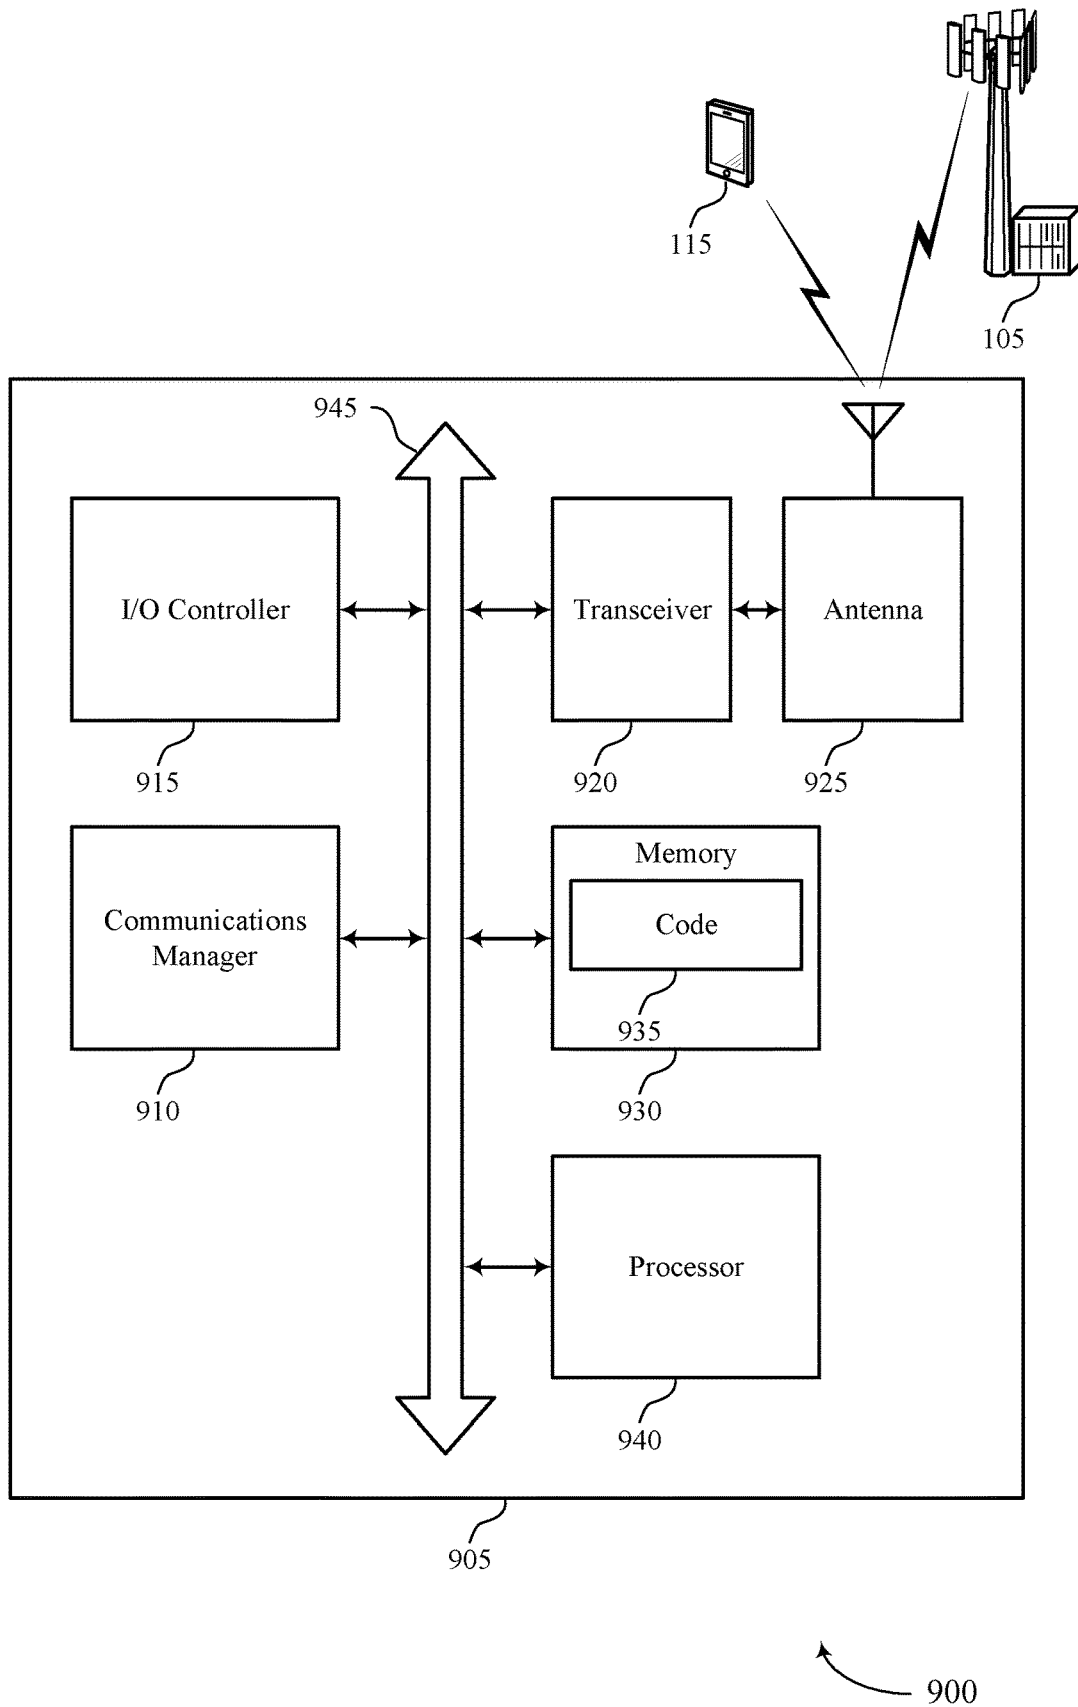 115
105
945
I/O Controller
Transceiver
Antenna
915
920
925
Communications
Manager
Memory
Code
935
910
930
Processor
940
905
900